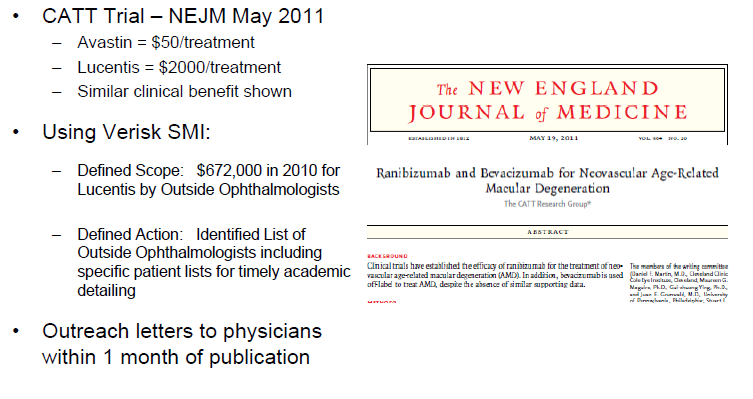 • CATT Trial – NEJM May 2011
– Avastin = $50/treatment
– Lucentis = $2000/treatment
– Similar clinical benefit shown
• Using Verisk SMI:
– Defined Scope: $672,000 in 2010 for
Lucentis by Outside Ophthalmologists
– Defined Action: Identified List of
Outside Ophthalmologists including
specific patient lists for timely academic
detailing
• Outreach letters to physicians
within 1 month of publication
The NEW ENGLAND
JOURNAL of MEDICINE
ESTABLISHED IN 1812 MAY 19, 2011 VOL. 364 NO. 20
Ranibizumab and Bevacizumab for Neovascular Age-Related
Macular Degeneration
The CATT Research Group*
ABSTRACT
BACKGROUND
Clinical trials have established the efficacy of ranibizumab for the treatment of neo-
vascular age-related macular degeneration (AMD). In addition, bevacizumab is used
off-label to treat AMD, despite the absence of similar supporting data.
METHODS
The members of the writing committee
(Daniel F. Martin, M.D., Cleveland Clinic
Cole Eye Institute, Cleveland; Maureen G.
Maguire, Ph.D., Gui-shuang Ying, Ph.D.,
and Juan E. Grunwald, M.D., University
of Pennsylvania, Philadelphia;